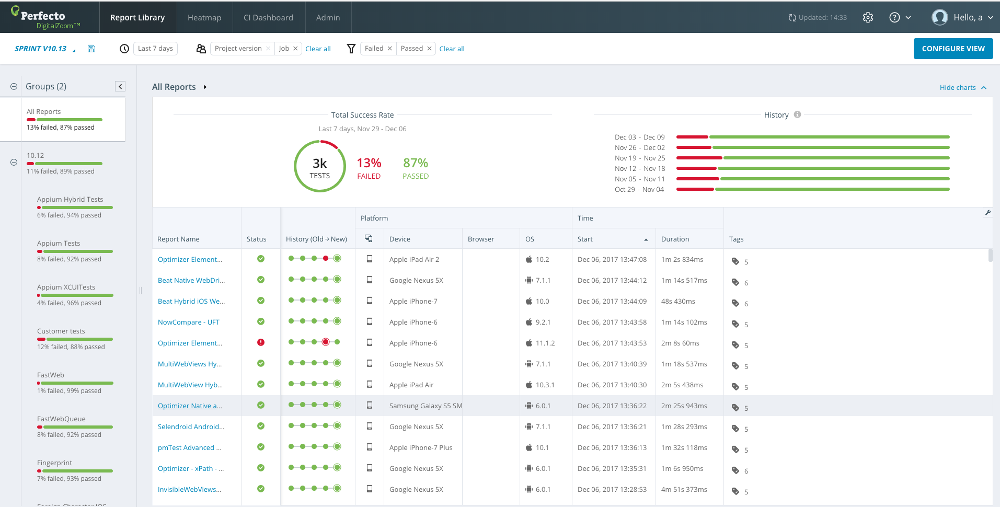 Perfecto
DigitalZoom™
Report Library
Heatmap
CI Dashboard
Admin
Updated: 14:33
?
Hello, a
SPRINT V10.13
Last 7 days
Project version × Job ×
Clear all
Failed × Passed ×
Clear all
CONFIGURE VIEW
Groups (2)
All Reports
13% failed, 87% passed
10.12
11% failed, 89% passed
Appium Hybrid Tests
6% failed, 94% passed
Appium Tests
8% failed, 92% passed
Appium XCUITests
4% failed, 96% passed
Customer tests
12% failed, 88% passed
FastWeb
1% failed, 99% passed
FastWebQueue
8% failed, 92% passed
Fingerprint
7% failed, 93% passed
All Reports
Hide charts
Total Success Rate
Last 7 days, Nov 29 - Dec 06
3k
TESTS
13%
FAILED
87%
PASSED
History
Dec 03 - Dec 09
Nov 26 - Dec 02
Nov 19 - Nov 25
Nov 12 - Nov 18
Nov 05 - Nov 11
Oct 29 - Nov 04
Platform Time
Report Name Status History (Old → New) Device Browser OS Start Duration Tags
Optimizer Element... Apple iPad Air 2 10.2 Dec 06, 2017 13:47:08 1m 2s 834ms 5
Beat Native WebDri... Google Nexus 5X 7.1.1 Dec 06, 2017 13:44:12 1m 14s 517ms 6
Beat Hybrid iOS We... Apple iPhone-7 10.0 Dec 06, 2017 13:44:09 48s 430ms 6
NowCompare - UFT Apple iPhone-6 9.2.1 Dec 06, 2017 13:43:58 1m 14s 102ms 5
Optimizer Element... Apple iPhone-6 11.1.2 Dec 06, 2017 13:43:53 2m 8s 60ms 5
MultiWebViews Hy... Google Nexus 5X 7.1.1 Dec 06, 2017 13:40:39 1m 18s 537ms 5
MultiWebView Hyb... Apple iPad Air 10.3.1 Dec 06, 2017 13:40:30 2m 5s 438ms 5
Optimizer Native a... Samsung Galaxy S5 SM 6.0.1 Dec 06, 2017 13:36:22 2m 25s 943ms 5
Selendroid Android... Google Nexus 5X 7.1.1 Dec 06, 2017 13:36:21 1m 28s 293ms 5
pmTest Advanced ... Apple iPhone-7 Plus 10.1 Dec 06, 2017 13:36:13 1m 32s 118ms 5
Optimizer - xPath - ... Google Nexus 5X 6.0.1 Dec 06, 2017 13:35:31 1m 6s 950ms 6
InvisibleWebViews... Google Nexus 5X 6.0.1 Dec 06, 2017 13:28:53 4m 51s 373ms 5